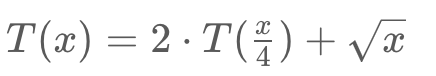 T(x) = 2 · T(x/4) + √x